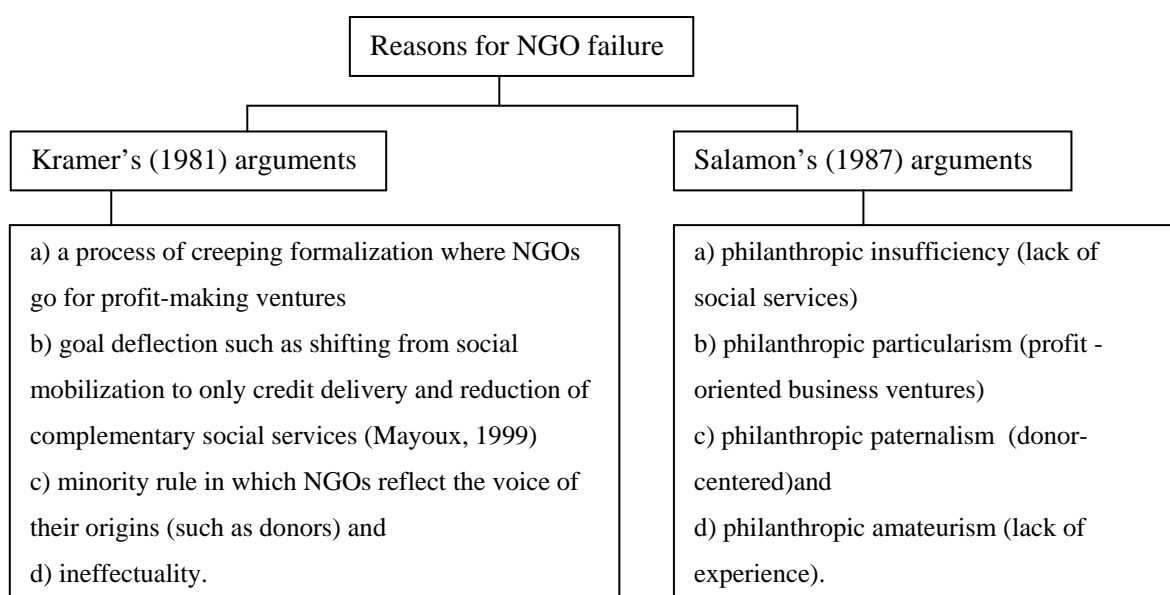 Reasons for NGO failure
Kramer's (1981) arguments
a) a process of creeping formalization where NGOs
go for profit-making ventures
b) goal deflection such as shifting from social
mobilization to only credit delivery and reduction of
complementary social services (Mayoux, 1999)
c) minority rule in which NGOs reflect the voice of
their origins (such as donors) and
d) ineffectuality.
Salamon's (1987) arguments
a) philanthropic insufficiency (lack of
social services)
b) philanthropic particularism (profit -
oriented business ventures)
c) philanthropic paternalism (donor-
centered)and
d) philanthropic amateurism (lack of
experience).